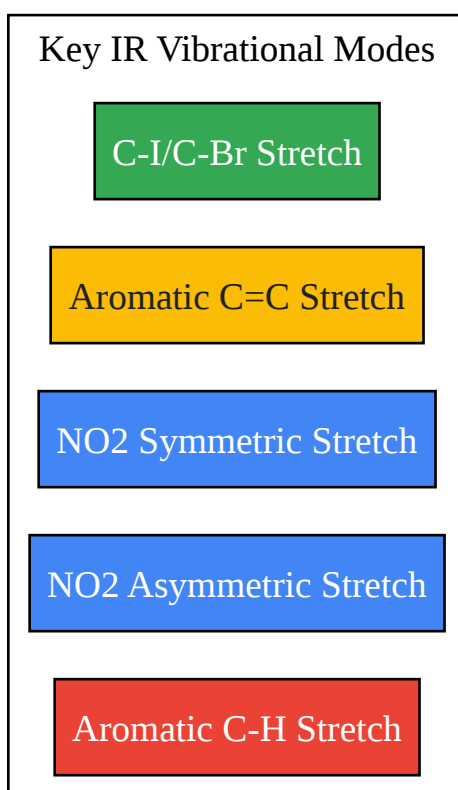 Key IR Vibrational Modes
C-I/C-Br Stretch
Aromatic C=C Stretch
NO2 Symmetric Stretch
NO2 Asymmetric Stretch
Aromatic C-H Stretch